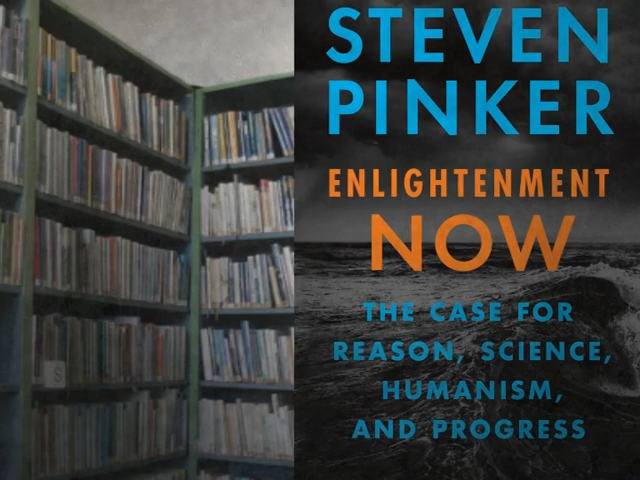 STEVEN
PINKER
ENLIGHTENMENT
NOW
THE CASE FOR
REASON, SCIENCE,
HUMANISM,
AND PROGRESS
S